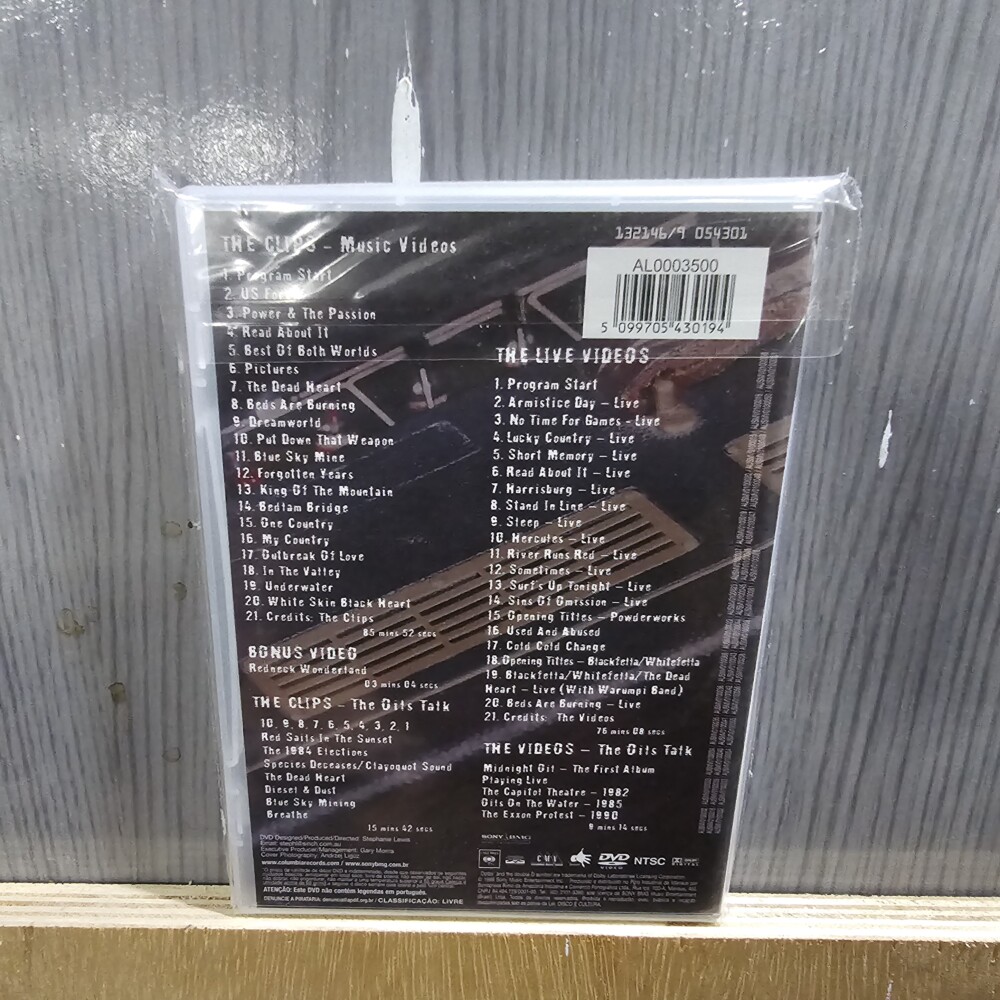 THE CLIPS – Music Videos
1. Program Start
2. US Forces
3. Power & The Passion
4. Read About It
5. Best Of Both Worlds
6. Pictures
7. The Dead Heart
8. Beds Are Burning
9. Dreamworld
10. Put Down That Weapon
11. Blue Sky Mine
12. Forgotten Years
13. King Of The Mountain
14. Bedlam Bridge
15. One Country
16. My Country
17. Outbreak Of Love
18. In The Valley
19. Underwater
20. White Skin Black Heart
21. Credits: The Clips
85 mins 52 secs
BONUS VIDEO
Redneck Wonderland
03 mins 04 secs
THE CLIPS – The Oils Talk
10, 9, 8, 7, 6, 5, 4, 3, 2, 1
Red Sails In The Sunset
The 1984 Elections
Species Deceases/Clayoquot Sound
The Dead Heart
Diesel & Dust
Blue Sky Mining
Breathe
15 mins 42 secs
DVD Designed/Produced/Directed: Stephanie Lewis
Executive Producer/Management: Gary Morris
www.columbiarecords.com / www.sonybmg.com.br
ATENÇÃO: Este DVD não contém legendas em português.
CLASSIFICAÇÃO: LIVRE
132146/9 054301
AL0003500
5 099705 430194
THE LIVE VIDEOS
1. Program Start
2. Armistice Day – Live
3. No Time For Games – Live
4. Lucky Country – Live
5. Short Memory – Live
6. Read About It – Live
7. Harrisburg – Live
8. Stand In Line – Live
9. Sleep – Live
10. Hercules – Live
11. River Runs Red – Live
12. Sometimes – Live
13. Surf's Up Tonight – Live
14. Sins Of Omission – Live
15. Opening Titles – Powderworks
16. Used And Abused
17. Cold Cold Change
18. Opening Titles – Blackfella/Whitefella
19. Blackfella/Whitefella/The Dead
Heart – Live (With Warumpi Band)
20. Beds Are Burning – Live
21. Credits: The Videos
76 mins 08 secs
THE VIDEOS – The Oils Talk
Midnight Oil – The First Album
Playing Live
The Capitol Theatre – 1982
Oils On The Water – 1985
The Exxon Protest – 1990
9 mins 14 secs
SONY BMG
CMV DVD VIDEO NTSC